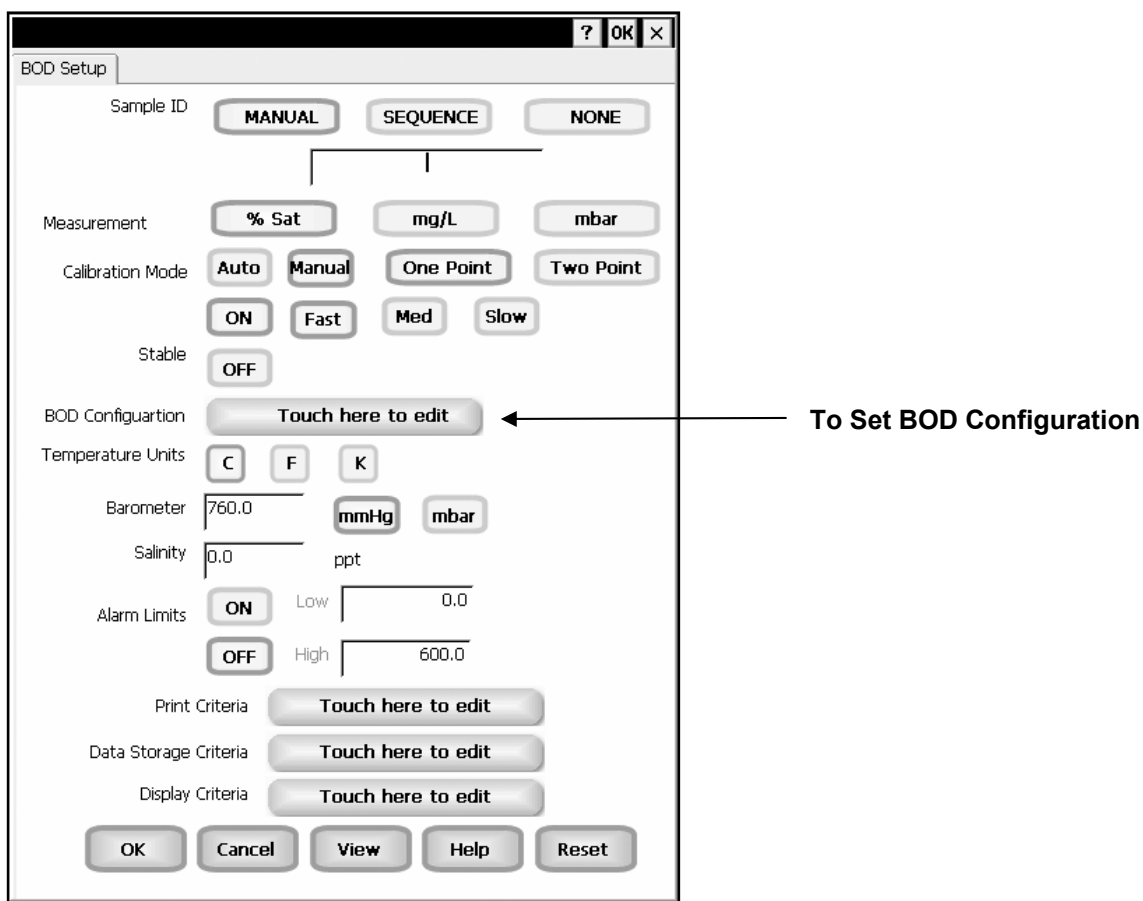 ? OK ×
BOD Setup
Sample ID MANUAL SEQUENCE NONE
Measurement % Sat mg/L mbar
Calibration Mode Auto Manual One Point Two Point
ON Fast Med Slow
Stable
OFF
BOD Configuartion Touch here to edit To Set BOD Configuration
Temperature Units C F K
Barometer 760.0 mmHg mbar
Salinity 0.0 ppt
Alarm Limits ON Low 0.0
OFF High 600.0
Print Criteria Touch here to edit
Data Storage Criteria Touch here to edit
Display Criteria Touch here to edit
OK Cancel View Help Reset